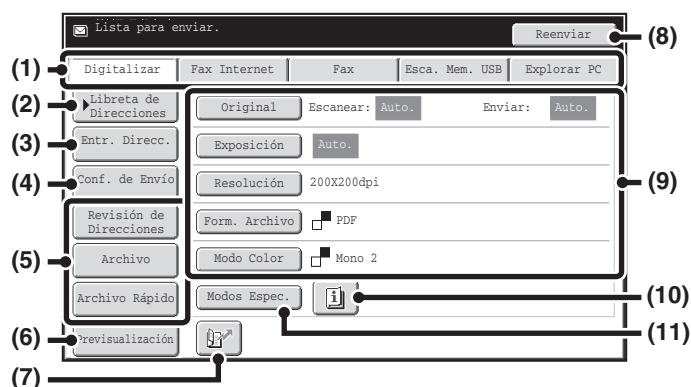 Lista para enviar.
Reenviar
(8)
(1)
Digitalizar
Fax Internet
Fax
Esca. Mem. USB
Explorar PC
(2)
Libreta de
Direcciones
Original
Escanear:
Auto.
Enviar:
Auto.
(3)
Entr. Direcc.
Exposición
Auto.
(4)
Conf. de Envío
Resolución
200X200dpi
(9)
Revisión de
Direcciones
Form. Archivo
PDF
(5)
Archivo
Modo Color
Mono 2
Archivo Rápido
Modos Espec.
(10)
(11)
(6)
Previsualización
(7)